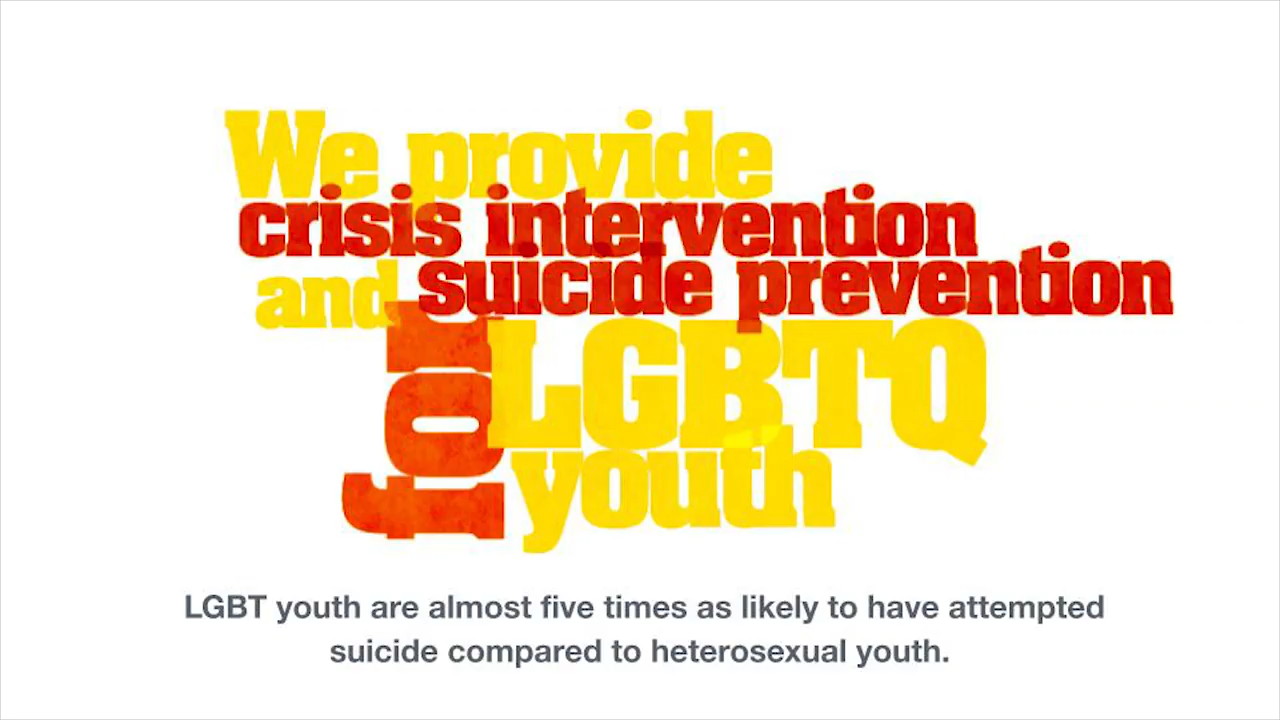 We provide
crisis intervention
and suicide prevention
for LGBTQ
youth
LGBT youth are almost five times as likely to have attempted
suicide compared to heterosexual youth.